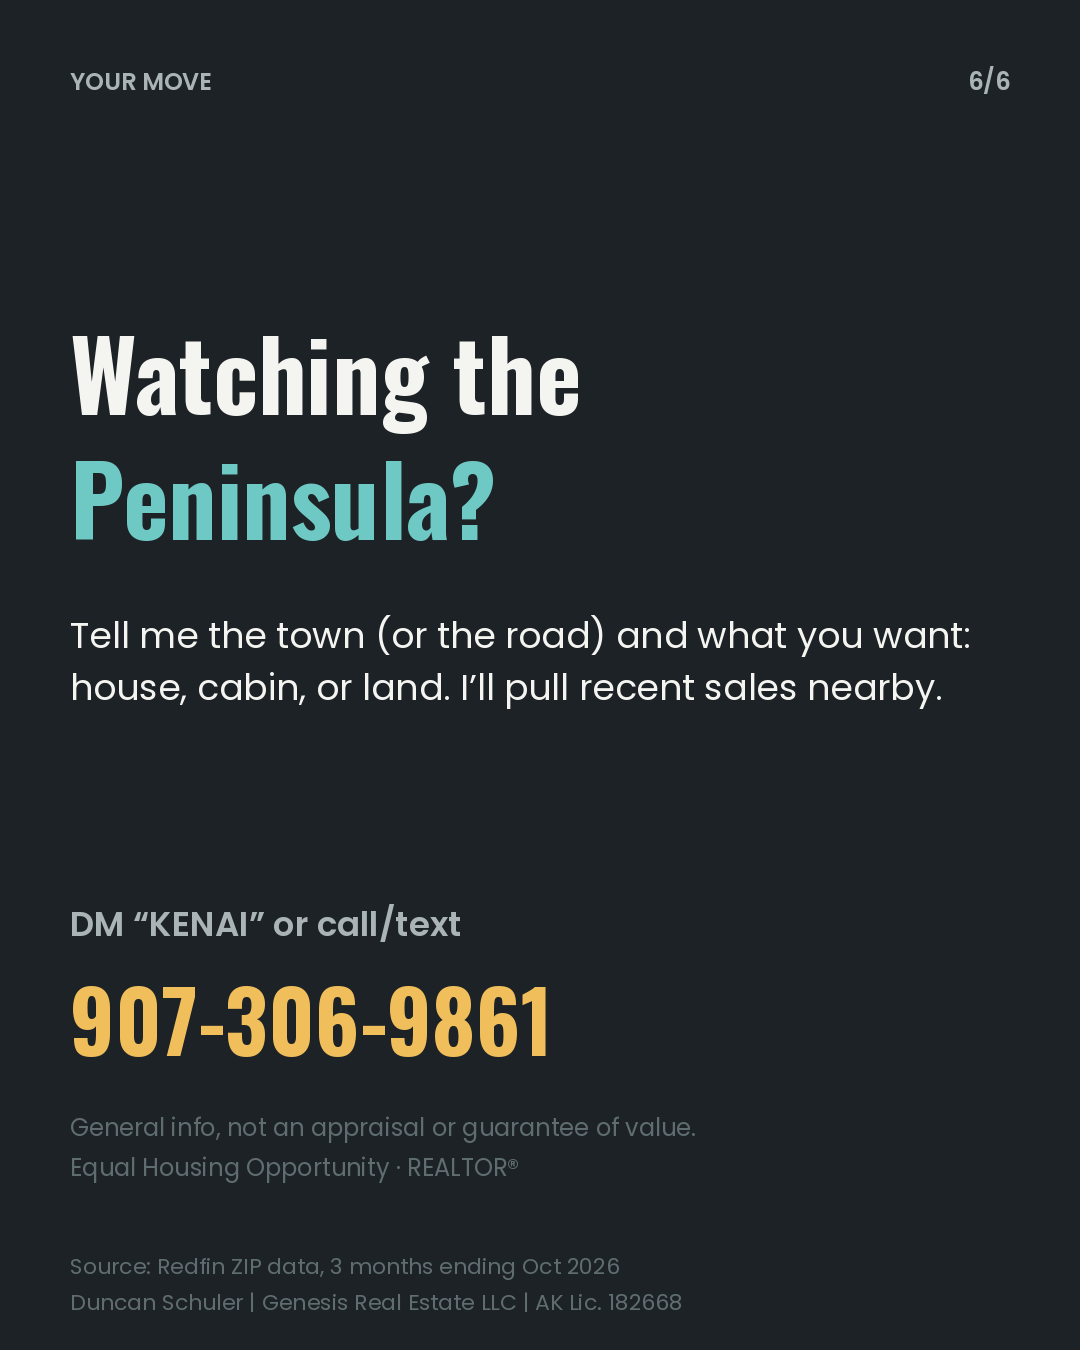 YOUR MOVE
6/6
Watching the
Peninsula?
Tell me the town (or the road) and what you want:
house, cabin, or land. I’ll pull recent sales nearby.
DM “KENAI” or call/text
907-306-9861
General info, not an appraisal or guarantee of value.
Equal Housing Opportunity · REALTOR®
Source: Redfin ZIP data, 3 months ending Oct 2026
Duncan Schuler | Genesis Real Estate LLC | AK Lic. 182668